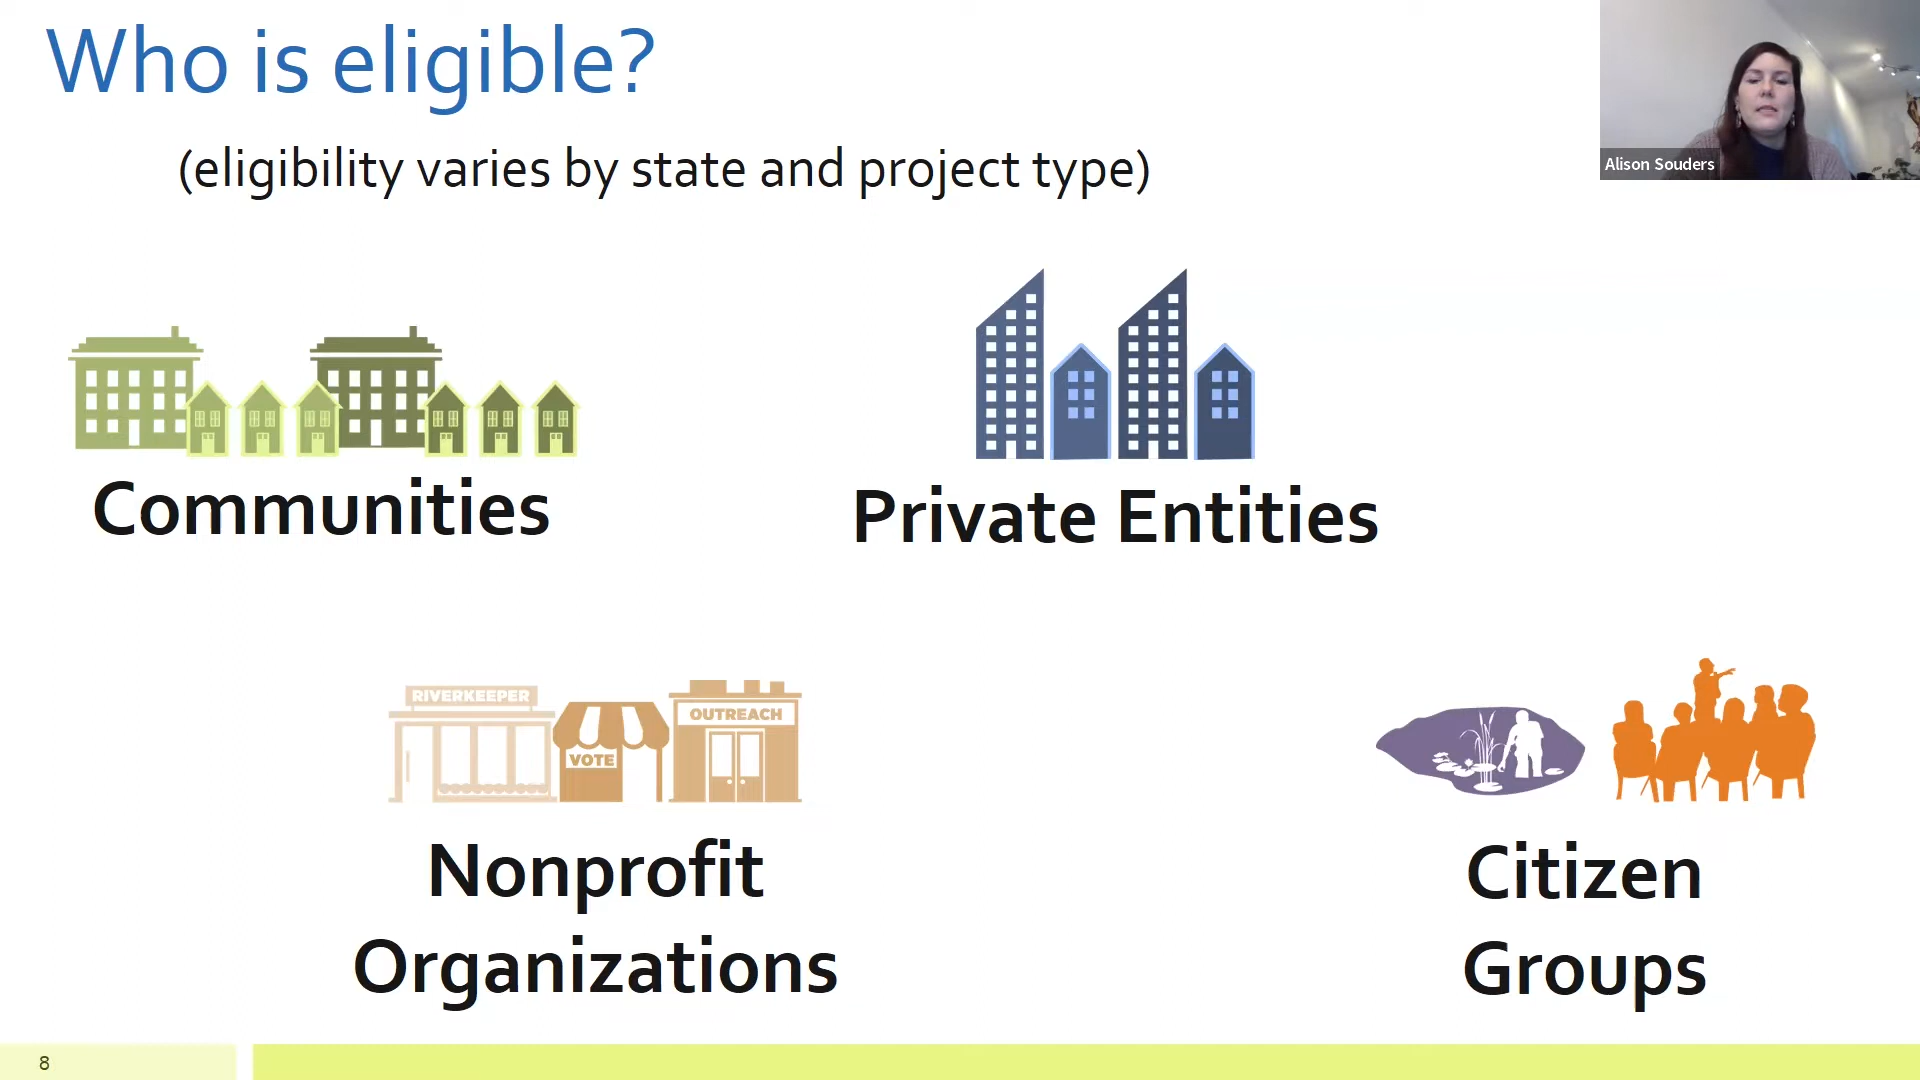 Who is eligible?
(eligibility varies by state and project type)
Alison Souders
Communities
Private Entities
RIVERKEEPER
VOTE
OUTREACH
Nonprofit
Organizations
Citizen
Groups
8